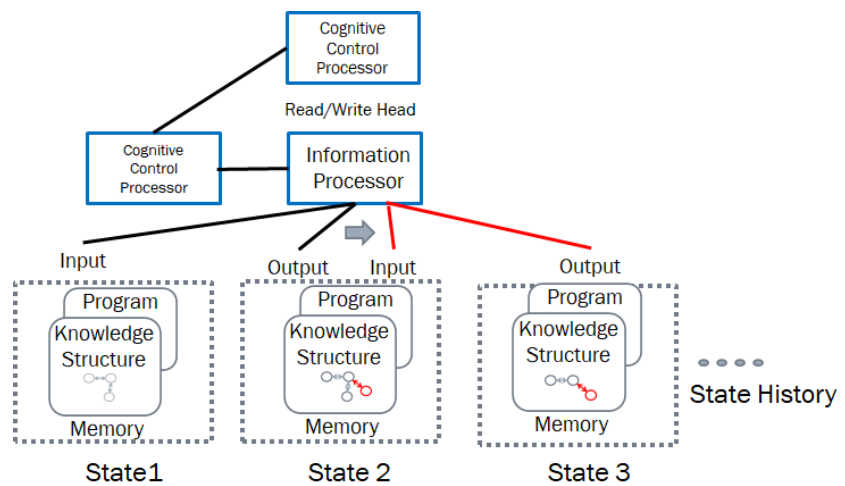 Cognitive
Control
Processor
Read/Write Head
Cognitive
Control
Processor
Information
Processor
Input
Output
Input
Output
Program
Knowledge
Structure
Memory
Program
Knowledge
Structure
Memory
Program
Knowledge
Structure
Memory
State History
State1
State 2
State 3